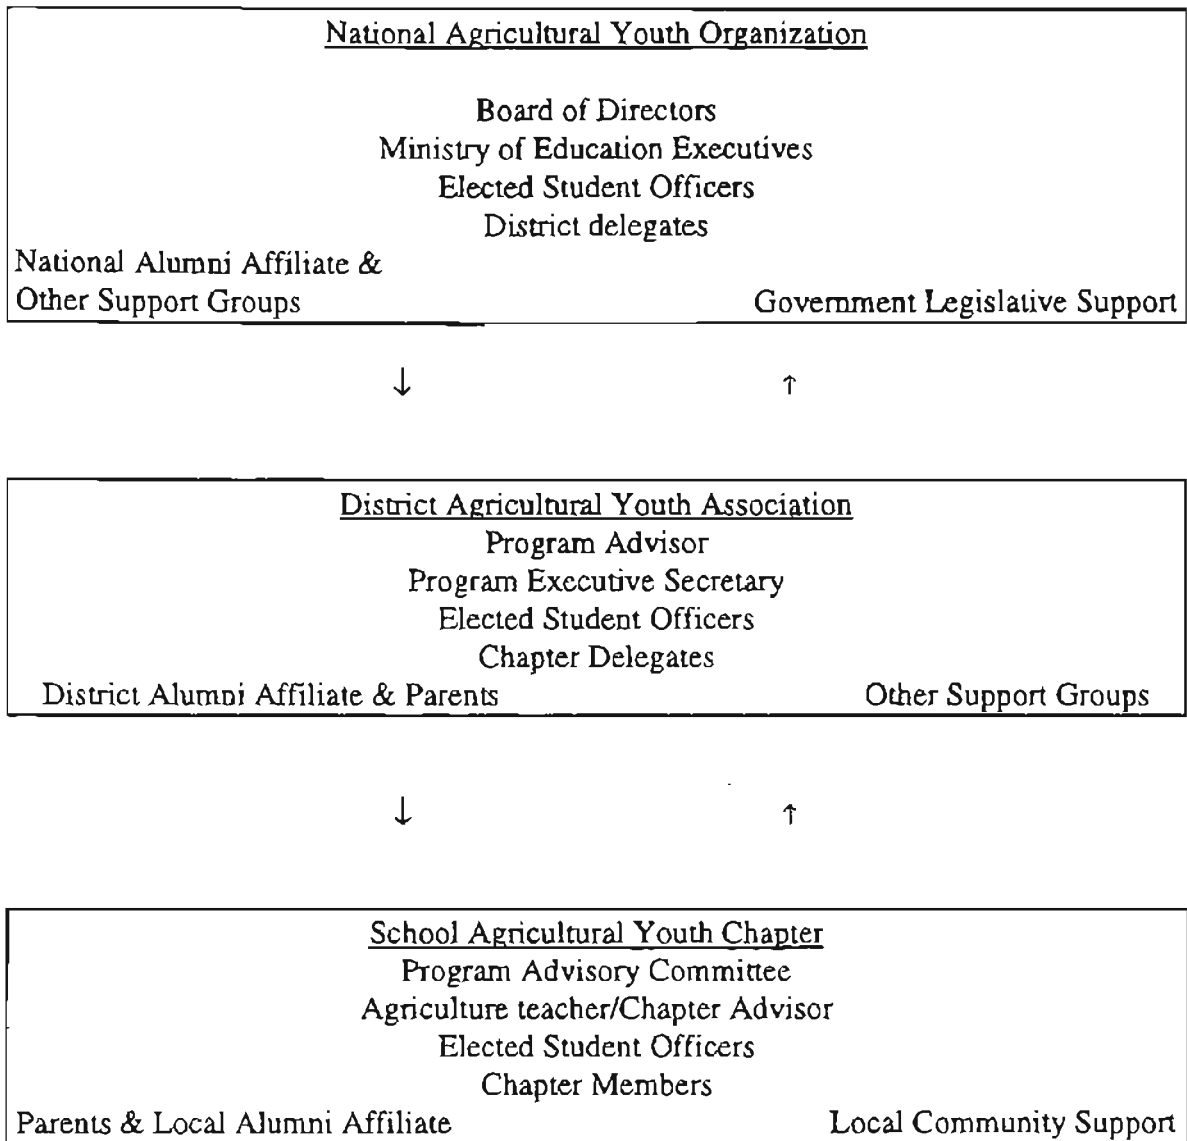 National Agricultural Youth Organization
Board of Directors
Ministry of Education Executives
Elected Student Officers
District delegates
National Alumni Affiliate &
Other Support Groups Government Legislative Support
↓ ↑
District Agricultural Youth Association
Program Advisor
Program Executive Secretary
Elected Student Officers
Chapter Delegates
District Alumni Affiliate & Parents Other Support Groups
↓ ↑
School Agricultural Youth Chapter
Program Advisory Committee
Agriculture teacher/Chapter Advisor
Elected Student Officers
Chapter Members
Parents & Local Alumni Affiliate Local Community Support